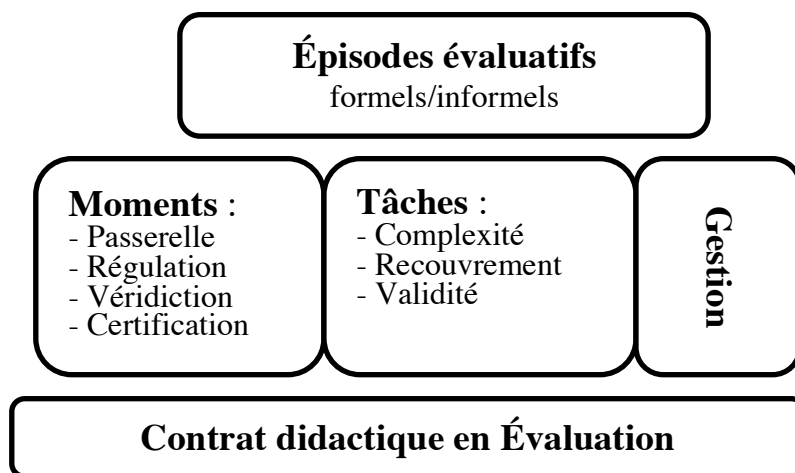 Épisodes évaluatifs
formels/informels
Moments :
- Passerelle
- Régulation
- Véridiction
- Certification
Tâches :
- Complexité
- Recouvrement
- Validité
Gestion
Contrat didactique en Évaluation